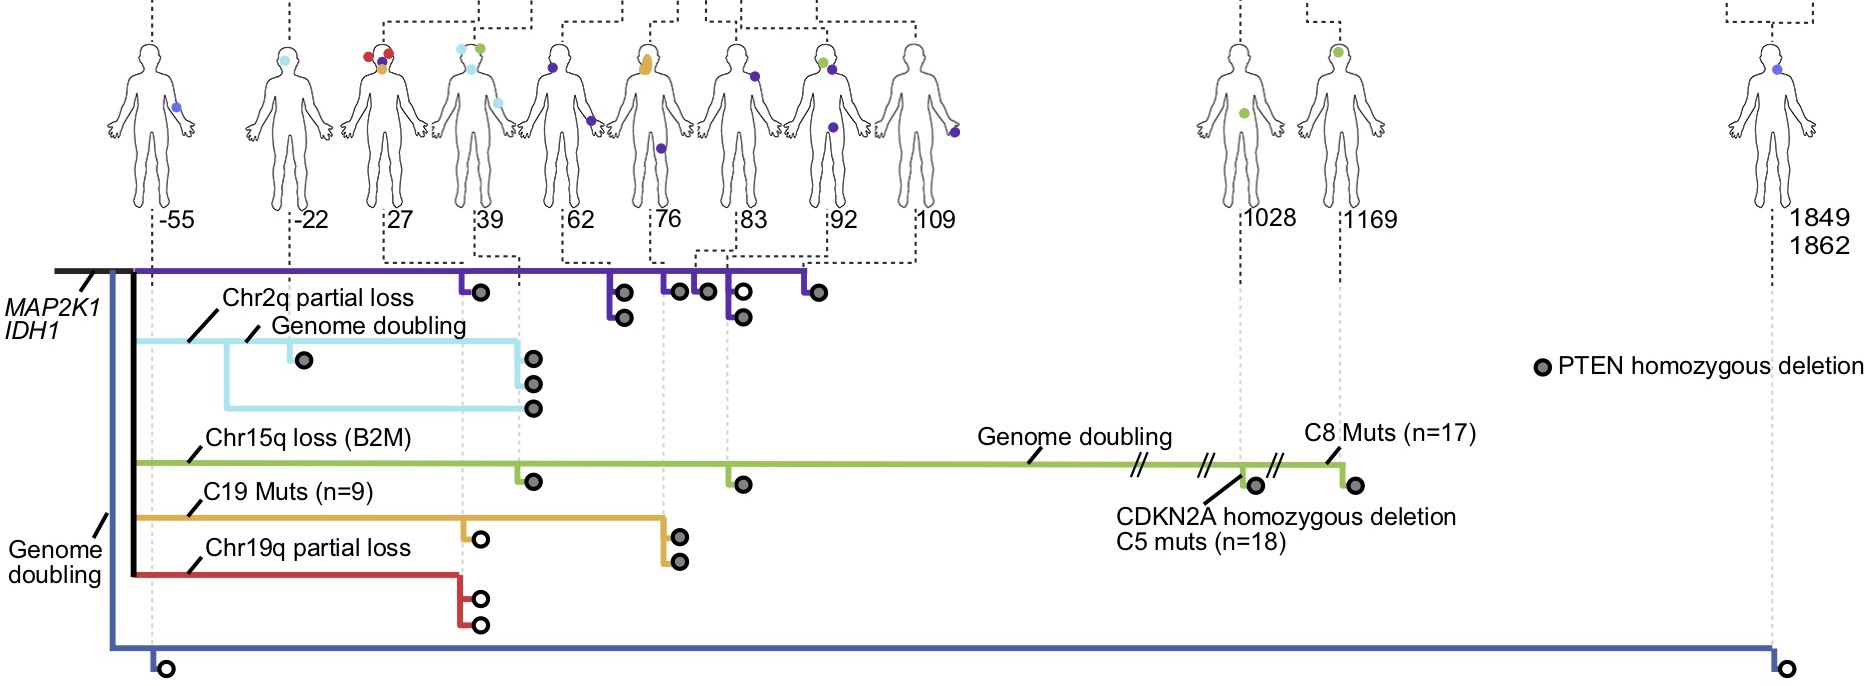 -55
-22
27
39
62
76
83
92
109
1028
1169
1849
1862
MAP2K1
IDH1
Chr2q partial loss
Genome doubling
PTEN homozygous deletion
Chr15q loss (B2M)
Genome doubling
C8 Muts (n=17)
C19 Muts (n=9)
CDKN2A homozygous deletion
C5 muts (n=18)
Chr19q partial loss
Genome
doubling